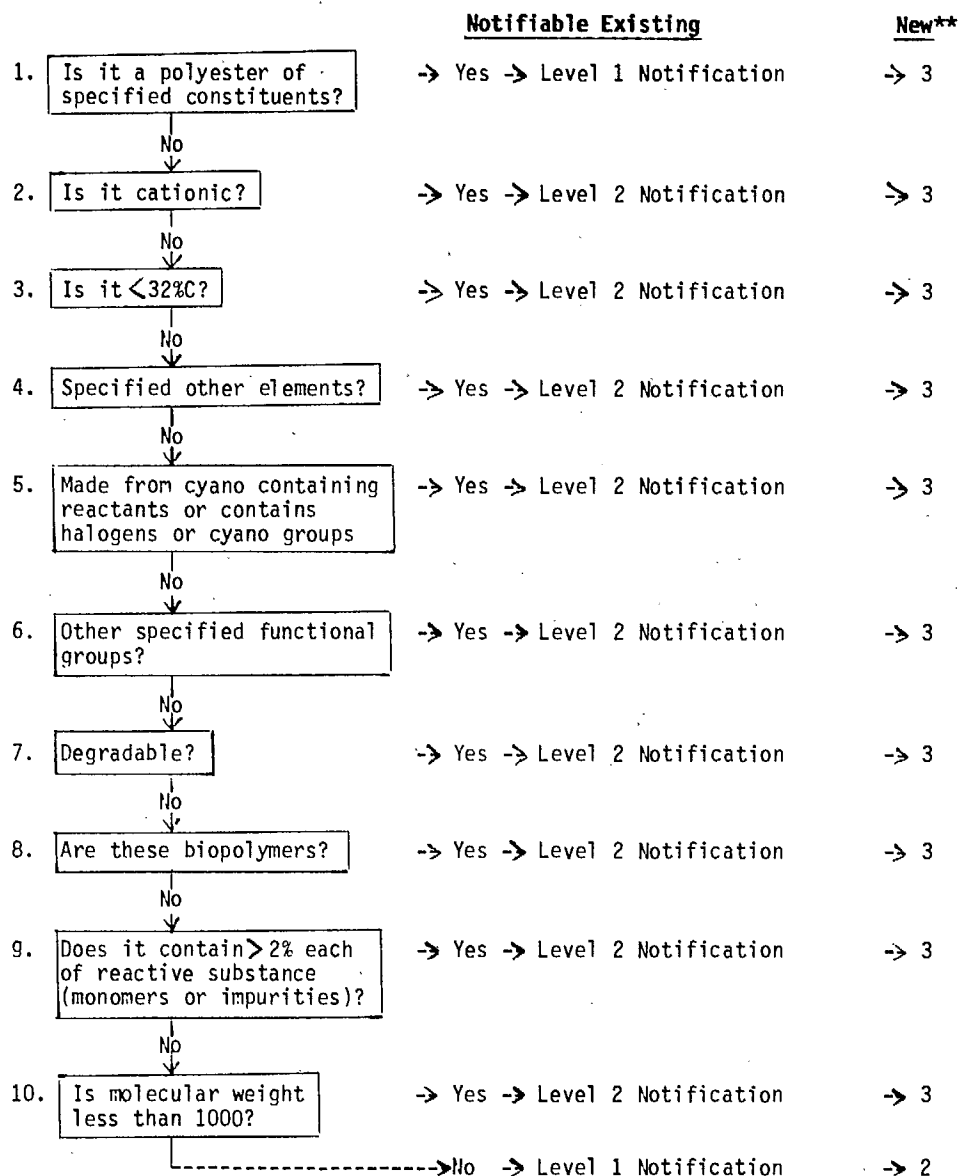 Notifiable Existing New**
1. Is it a polyester of -> Yes -> Level 1 Notification -> 3
specified constituents?
No
2. Is it cationic? -> Yes -> Level 2 Notification -> 3
No
3. Is it <32%C? -> Yes -> Level 2 Notification -> 3
No
4. Specified other elements? -> Yes -> Level 2 Notification -> 3
No
5. Made from cyano containing -> Yes -> Level 2 Notification -> 3
reactants or contains
halogens or cyano groups
No
6. Other specified functional -> Yes -> Level 2 Notification -> 3
groups?
No
7. Degradable? -> Yes -> Level 2 Notification -> 3
No
8. Are these biopolymers? -> Yes -> Level 2 Notification -> 3
No
9. Does it contain > 2% each -> Yes -> Level 2 Notification -> 3
of reactive substance
(monomers or impurities)?
No
10. Is molecular weight -> Yes -> Level 2 Notification -> 3
less than 1000?
No -> Level 1 Notification -> 2